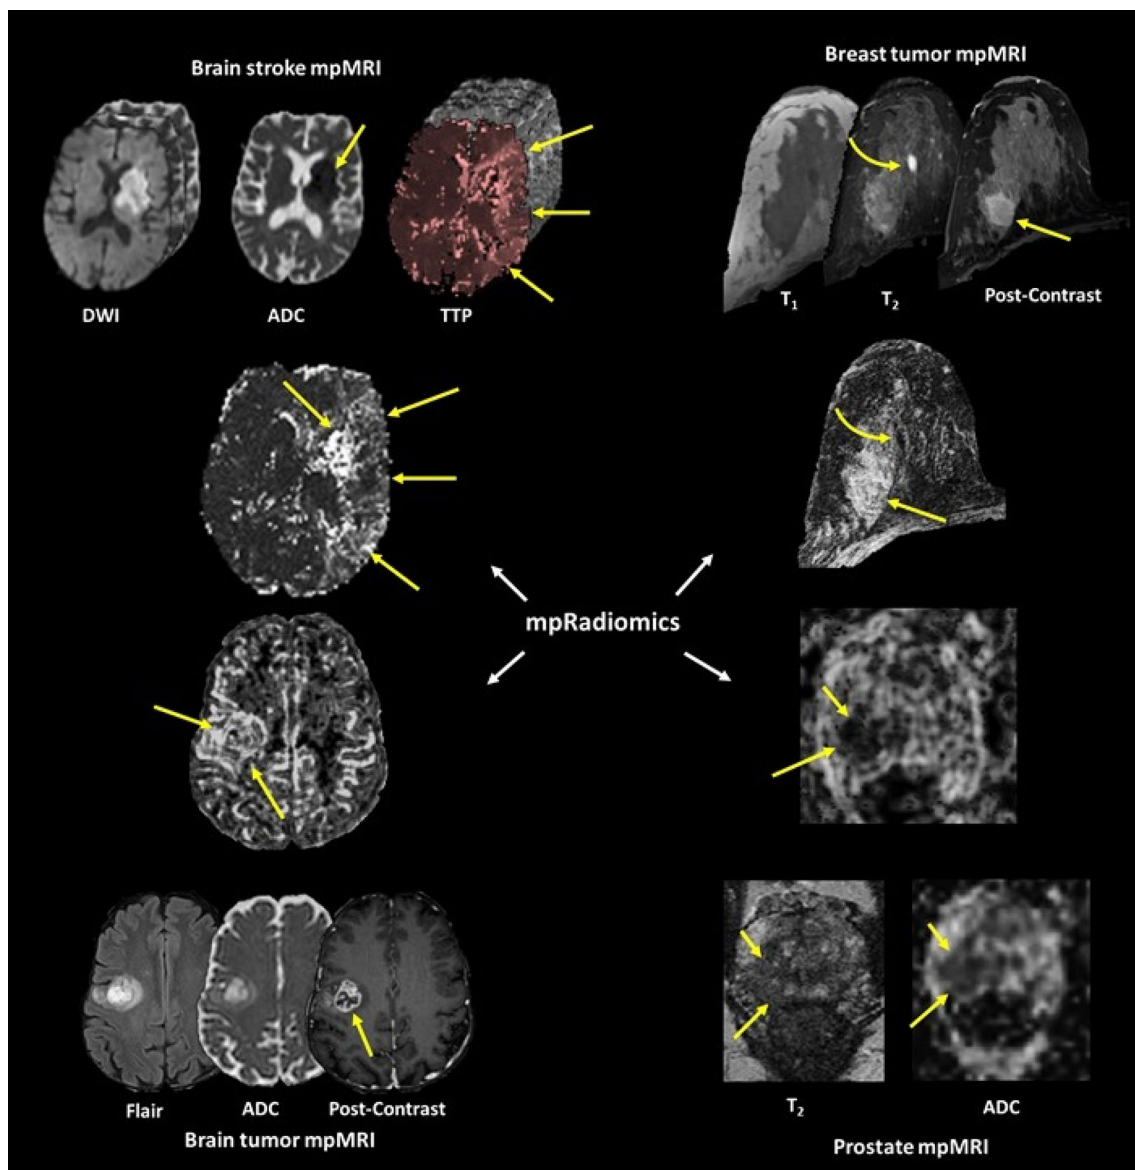 Brain stroke mpMRI
Breast tumor mpMRI
DWI
ADC
TTP
T1
T2
Post-Contrast
mpRadiomics
Flair
ADC
Post-Contrast
Brain tumor mpMRI
T2
ADC
Prostate mpMRI